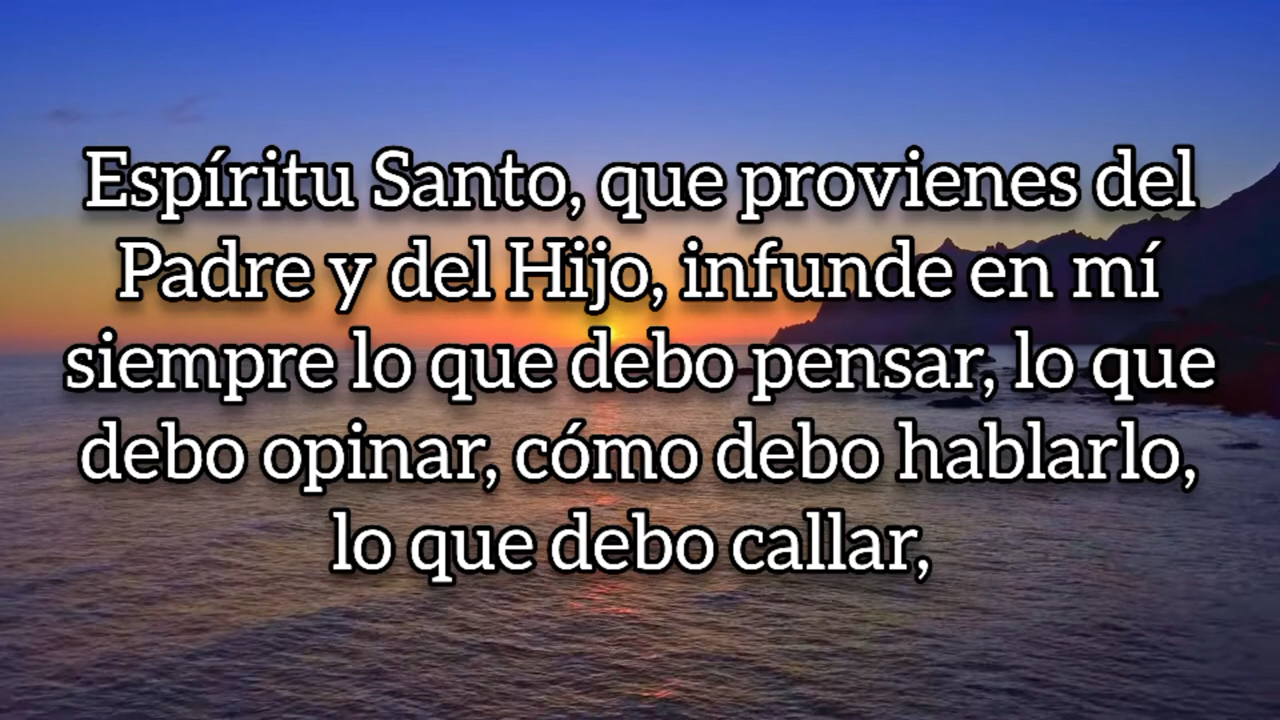 Espíritu Santo, que provienes del
Padre y del Hijo, infunde en mí
siempre lo que debo pensar, lo que
debo opinar, cómo debo hablarlo,
lo que debo callar,